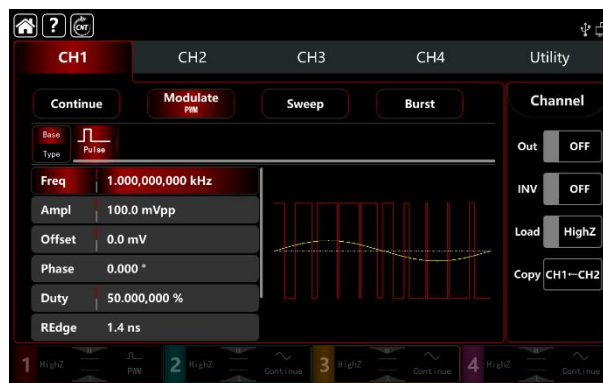 ? CNT
CH1 CH2 CH3 CH4 Utility
Continue Modulate Sweep Burst Channel
PWM
Base Pulse
Type
Out OFF
Freq 1.000,000,000 kHz
INV OFF
Ampl 100.0 mVpp
Offset 0.0 mV
Load HighZ
Phase 0.000 °
Copy CH1←CH2
Duty 50.000,000 %
REdge 1.4 ns
1 HighZ PWM 2 HighZ Continue 3 HighZ Continue 4 HighZ Continue